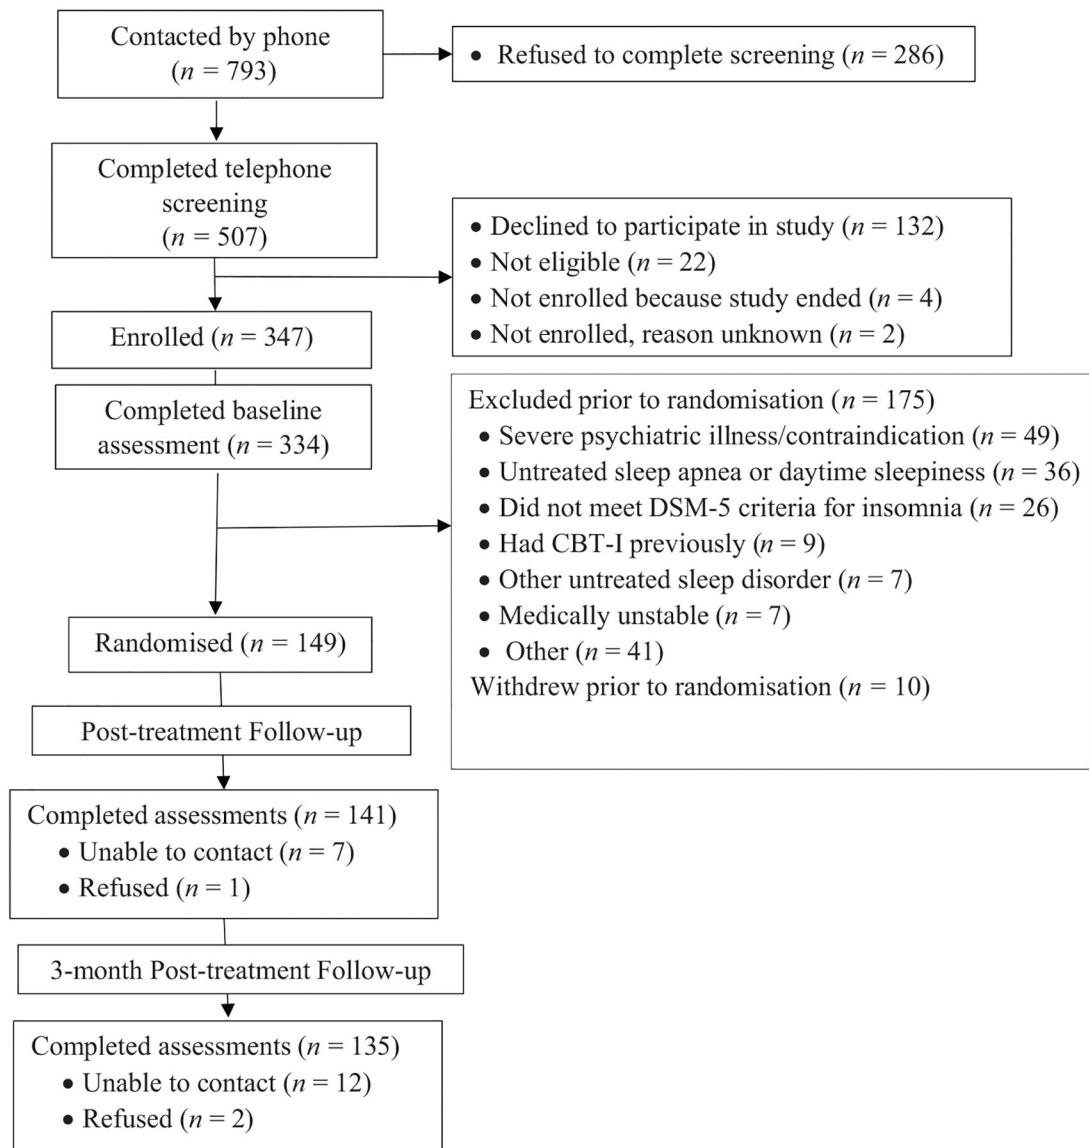 Contacted by phone
(n = 793)
• Refused to complete screening (n = 286)
Completed telephone
screening
(n = 507)
• Declined to participate in study (n = 132)
• Not eligible (n = 22)
• Not enrolled because study ended (n = 4)
• Not enrolled, reason unknown (n = 2)
Enrolled (n = 347)
Completed baseline
assessment (n = 334)
Excluded prior to randomisation (n = 175)
• Severe psychiatric illness/contraindication (n = 49)
• Untreated sleep apnea or daytime sleepiness (n = 36)
• Did not meet DSM-5 criteria for insomnia (n = 26)
• Had CBT-I previously (n = 9)
• Other untreated sleep disorder (n = 7)
• Medically unstable (n = 7)
• Other (n = 41)
Withdrew prior to randomisation (n = 10)
Randomised (n = 149)
Post-treatment Follow-up
Completed assessments (n = 141)
• Unable to contact (n = 7)
• Refused (n = 1)
3-month Post-treatment Follow-up
Completed assessments (n = 135)
• Unable to contact (n = 12)
• Refused (n = 2)